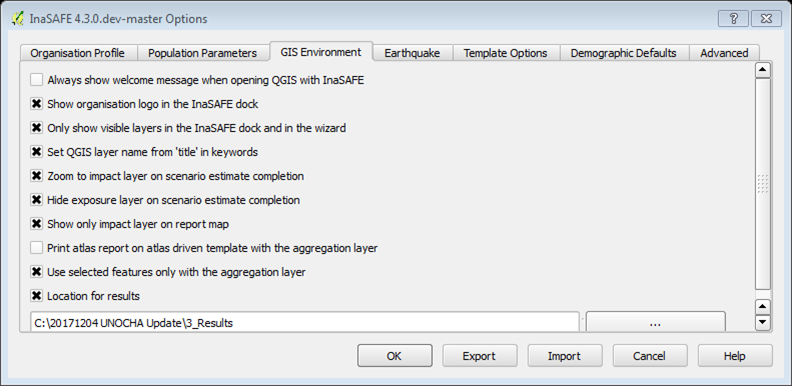 InaSAFE 4.3.0.dev-master Options
Organisation Profile
Population Parameters
GIS Environment
Earthquake
Template Options
Demographic Defaults
Advanced
Always show welcome message when opening QGIS with InaSAFE
Show organisation logo in the InaSAFE dock
Only show visible layers in the InaSAFE dock and in the wizard
Set QGIS layer name from 'title' in keywords
Zoom to impact layer on scenario estimate completion
Hide exposure layer on scenario estimate completion
Show only impact layer on report map
Print atlas report on atlas driven template with the aggregation layer
Use selected features only with the aggregation layer
Location for results
C:\20171204 UNOCHA Update\3_Results
...
OK
Export
Import
Cancel
Help